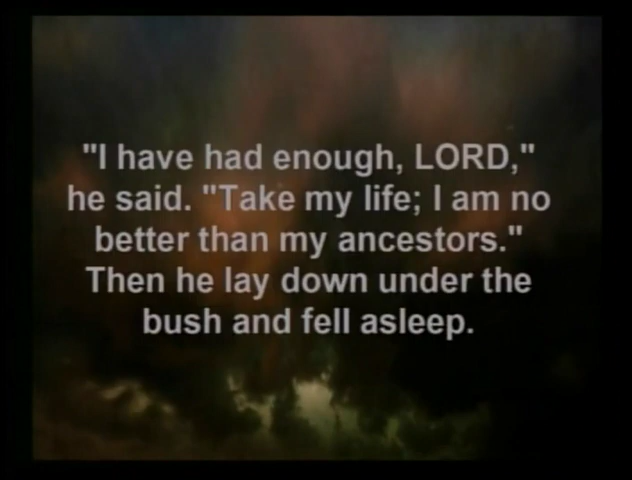 "I have had enough, LORD,"
he said. "Take my life; I am no
better than my ancestors."
Then he lay down under the
bush and fell asleep.